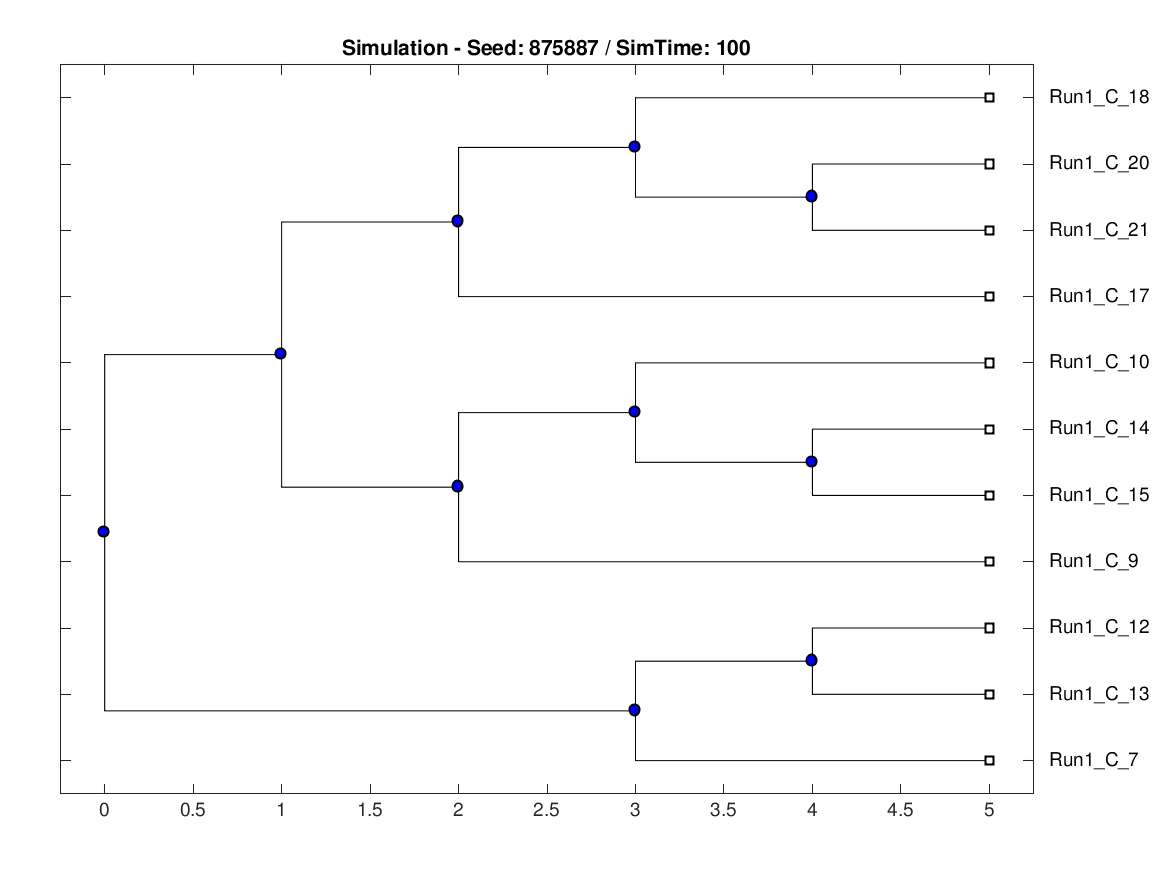 Simulation - Seed: 875887 / SimTime: 100
Run1_C_18
Run1_C_20
Run1_C_21
Run1_C_17
Run1_C_10
Run1_C_14
Run1_C_15
Run1_C_9
Run1_C_12
Run1_C_13
Run1_C_7
0 0.5 1 1.5 2 2.5 3 3.5 4 4.5 5